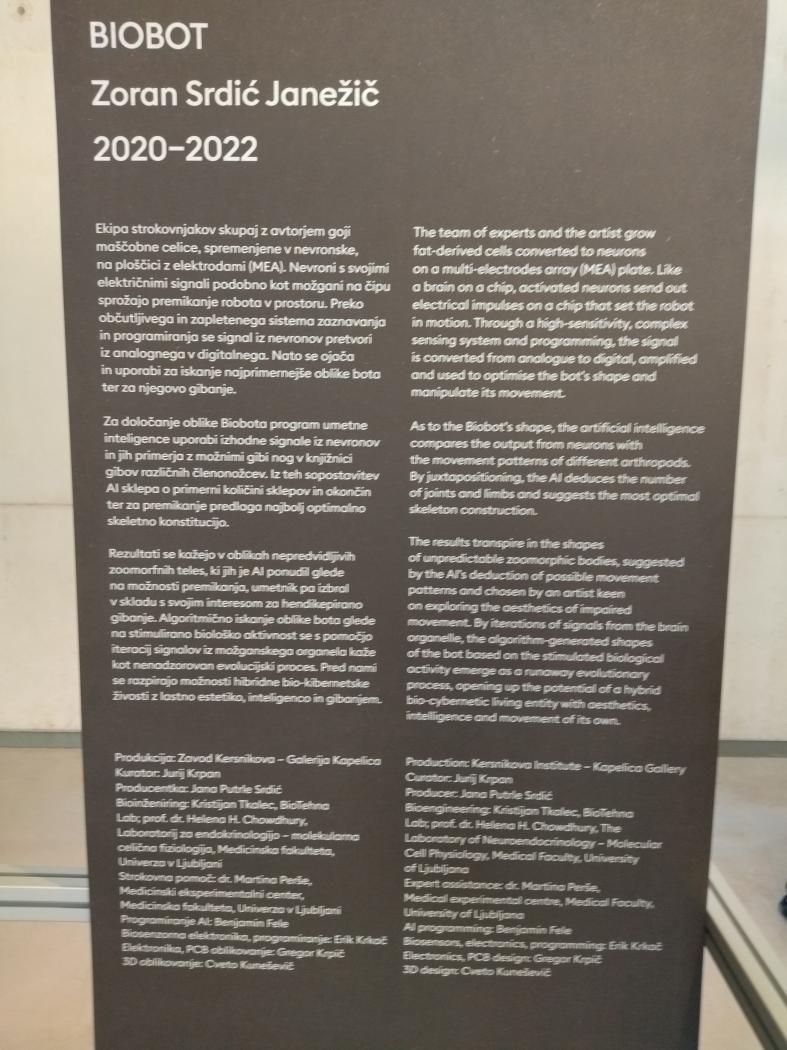 BIOBOT
Zoran Srdić Janežič
2020–2022
Ekipa strokovnjakov skupaj z avtorjem goji
maščobne celice, spremenjene v nevronske,
na ploščici z elektrodami (MEA). Nevroni s svojimi
električnimi signali podobno kot možgani na čipu
sprožajo premikanje robota v prostoru. Preko
občutljivega in zapletenega sistema zaznavanja
in programiranja se signal iz nevronov pretvori
iz analognega v digitalnega. Nato se ojača
in uporabi za iskanje najprimernejše oblike bota
ter za njegovo gibanje.
Za določanje oblike Biobota program umetne
inteligence uporabi izhodne signale iz nevronov
in jih primerja z možnimi gibi nog v knjižnici
gibov različnih členonožcev. Iz teh sopostavitev
AI sklepa o primerni količini sklepov in okončin
ter za premikanje predlaga najbolj optimalno
skeletno konstitucijo.
Rezultati se kažejo v oblikah nepredvidljivih
zoomorfnih teles, ki jih je AI ponudil glede
na možnosti premikanja, umetnik pa izbral
v skladu s svojim interesom za hendikepirano
gibanje. Algoritmično iskanje oblike bota glede
na stimulirano biološko aktivnost se s pomočjo
iteracij signalov iz možganskega organela kaže
kot nenadzorovan evolucijski proces. Pred nami
se razpirajo možnosti hibridne bio-kibernetske
živosti z lastno estetiko, inteligenco in gibanjem.
Produkcija: Zavod Kersnikova – Galerija Kapelica
Kurator: Jurij Krpan
Producentka: Jana Putrle Srdić
Bioinženiring: Kristijan Tkalec, BioTehna
Lab; prof. dr. Helena H. Chowdhury,
Laboratorij za endokrinologijo – molekularna
celična fiziologija, Medicinska fakulteta,
Univerza v Ljubljani
Strokovna pomoč: dr. Martina Perše,
Medicinski eksperimentalni center,
Medicinska fakulteta, Univerza v Ljubljani
Programiranje AI: Benjamin Fele
Biosenzorna elektronika, programiranje: Erik Krkač
Elektronika, PCB oblikovanje: Gregor Krpič
3D oblikovanje: Cveto Kuneševič
The team of experts and the artist grow
fat-derived cells converted to neurons
on a multi-electrodes array (MEA) plate. Like
a brain on a chip, activated neurons send out
electrical impulses on a chip that set the robot
in motion. Through a high-sensitivity, complex
sensing system and programming, the signal
is converted from analogue to digital, amplified
and used to optimise the bot's shape and
manipulate its movement.
As to the Biobot's shape, the artificial intelligence
compares the output from neurons with
the movement patterns of different arthropods.
By juxtapositioning, the AI deduces the number
of joints and limbs and suggests the most optimal
skeleton construction.
The results transpire in the shapes
of unpredictable zoomorphic bodies, suggested
by the AI's deduction of possible movement
patterns and chosen by an artist keen
on exploring the aesthetics of impaired
movement. By iterations of signals from the brain
organelle, the algorithm-generated shapes
of the bot based on the stimulated biological
activity emerge as a runaway evolutionary
process, opening up the potential of a hybrid
bio-cybernetic living entity with aesthetics,
intelligence and movement of its own.
Production: Kersnikova Institute – Kapelica Gallery
Curator: Jurij Krpan
Producer: Jana Putrle Srdić
Bioengineering: Kristijan Tkalec, BioTehna
Lab; prof. dr. Helena H. Chowdhury, The
Laboratory of Neuroendocrinology – Molecular
Cell Physiology, Medical Faculty, University
of Ljubljana
Expert assistance: dr. Martina Perše,
Medical experimental centre, Medical Faculty,
University of Ljubljana
AI programming: Benjamin Fele
Biosensors, electronics, programming: Erik Krkač
Electronics, PCB design: Gregor Krpič
3D design: Cveto Kuneševič